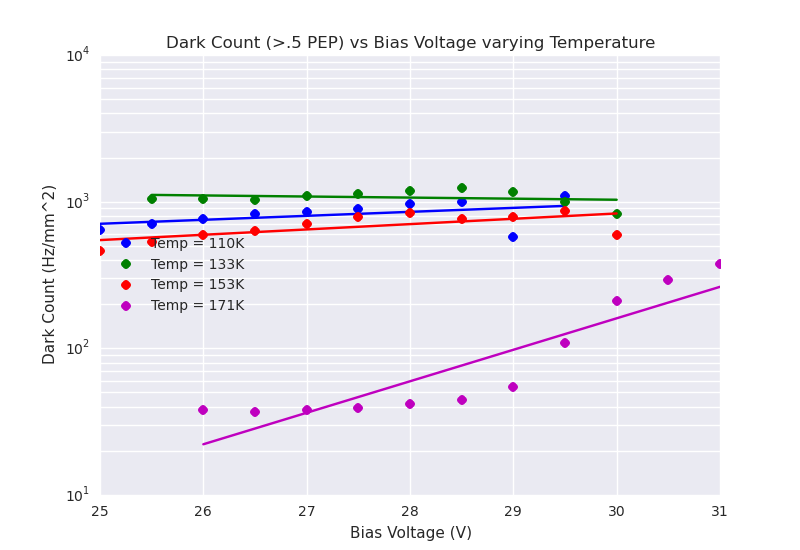 Dark Count (>.5 PEP) vs Bias Voltage varying Temperature
10^4
10^3
10^2
10^1
Dark Count (Hz/mm^2)
Temp = 110K
Temp = 133K
Temp = 153K
Temp = 171K
25 26 27 28 29 30 31
Bias Voltage (V)